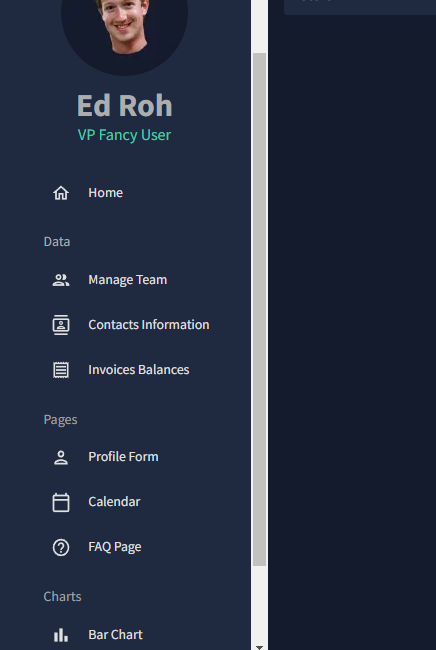 Ed Roh
VP Fancy User
Home
Data
Manage Team
Contacts Information
Invoices Balances
Pages
Profile Form
Calendar
FAQ Page
Charts
Bar Chart